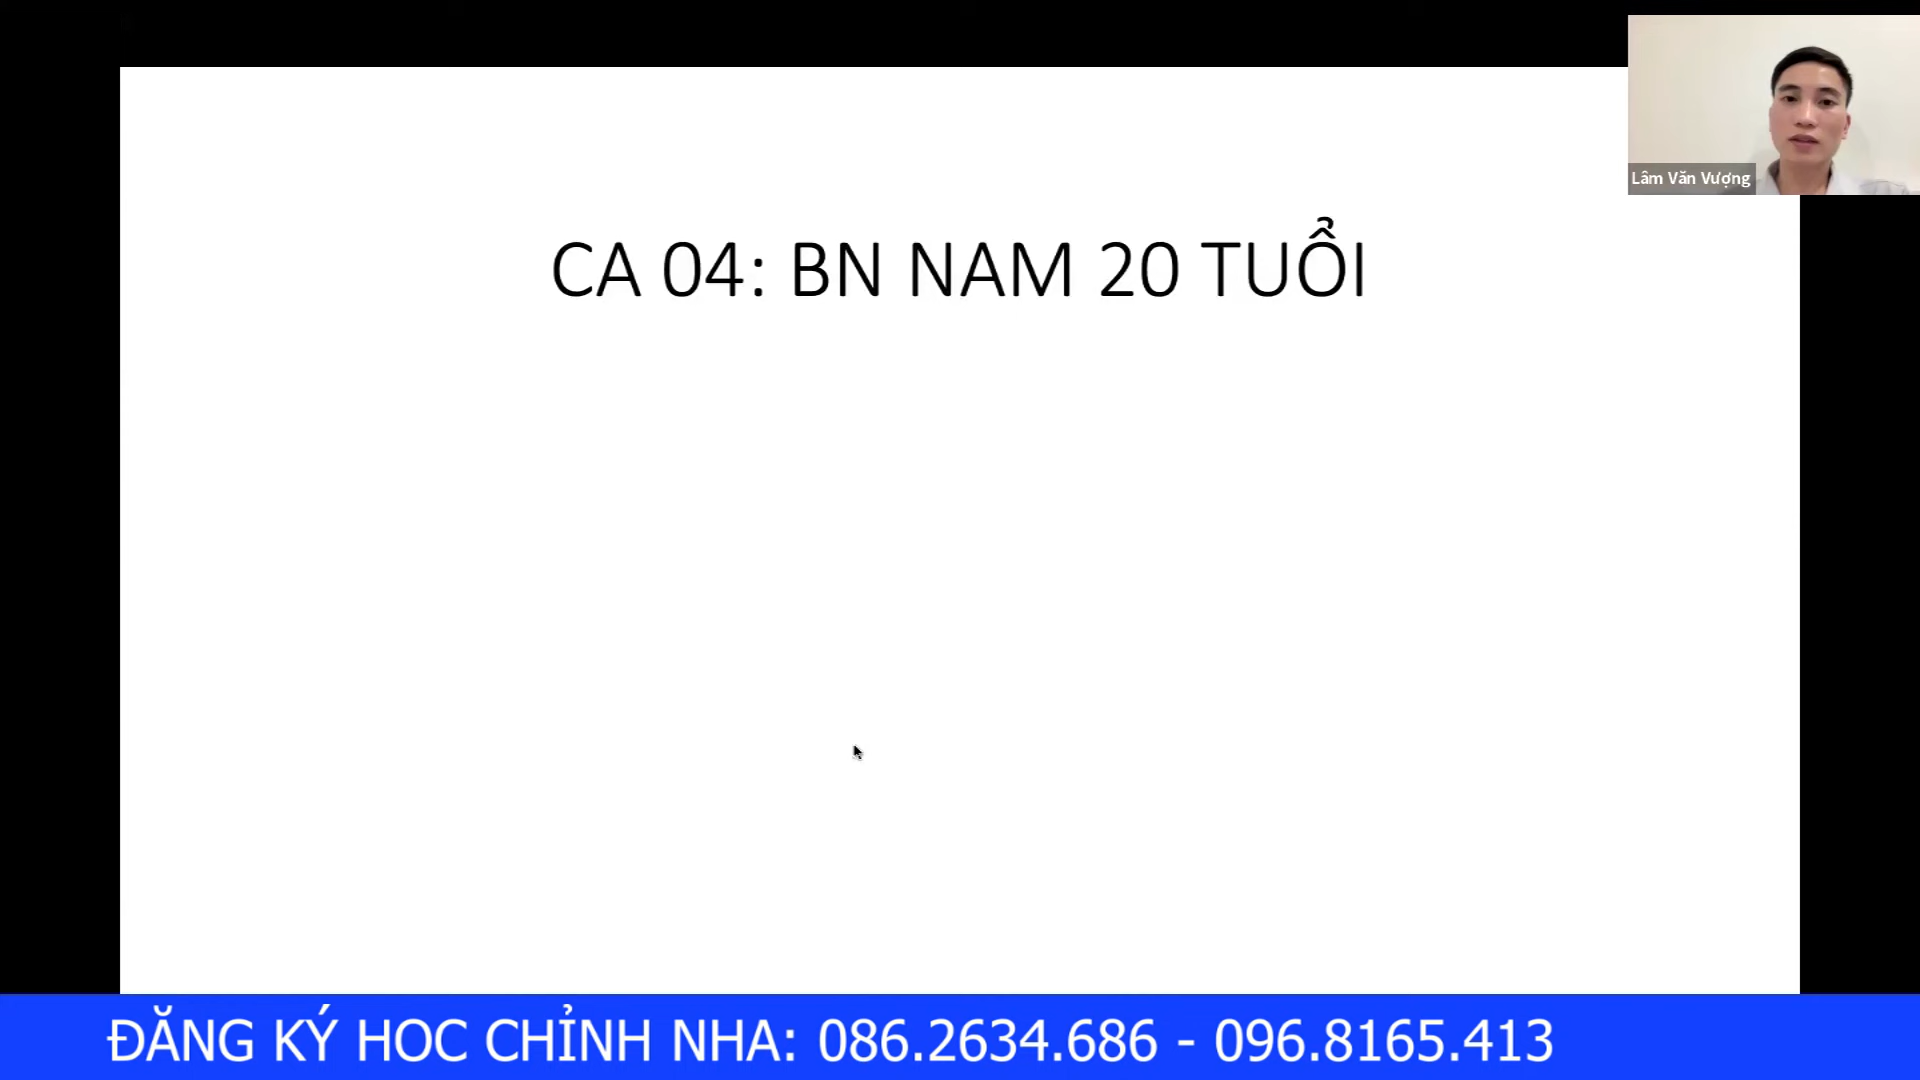 Lâm Văn Vượng
CA 04: BN NAM 20 TUỔI
ĐĂNG KÝ HOC CHỈNH NHA: 086.2634.686 - 096.8165.413